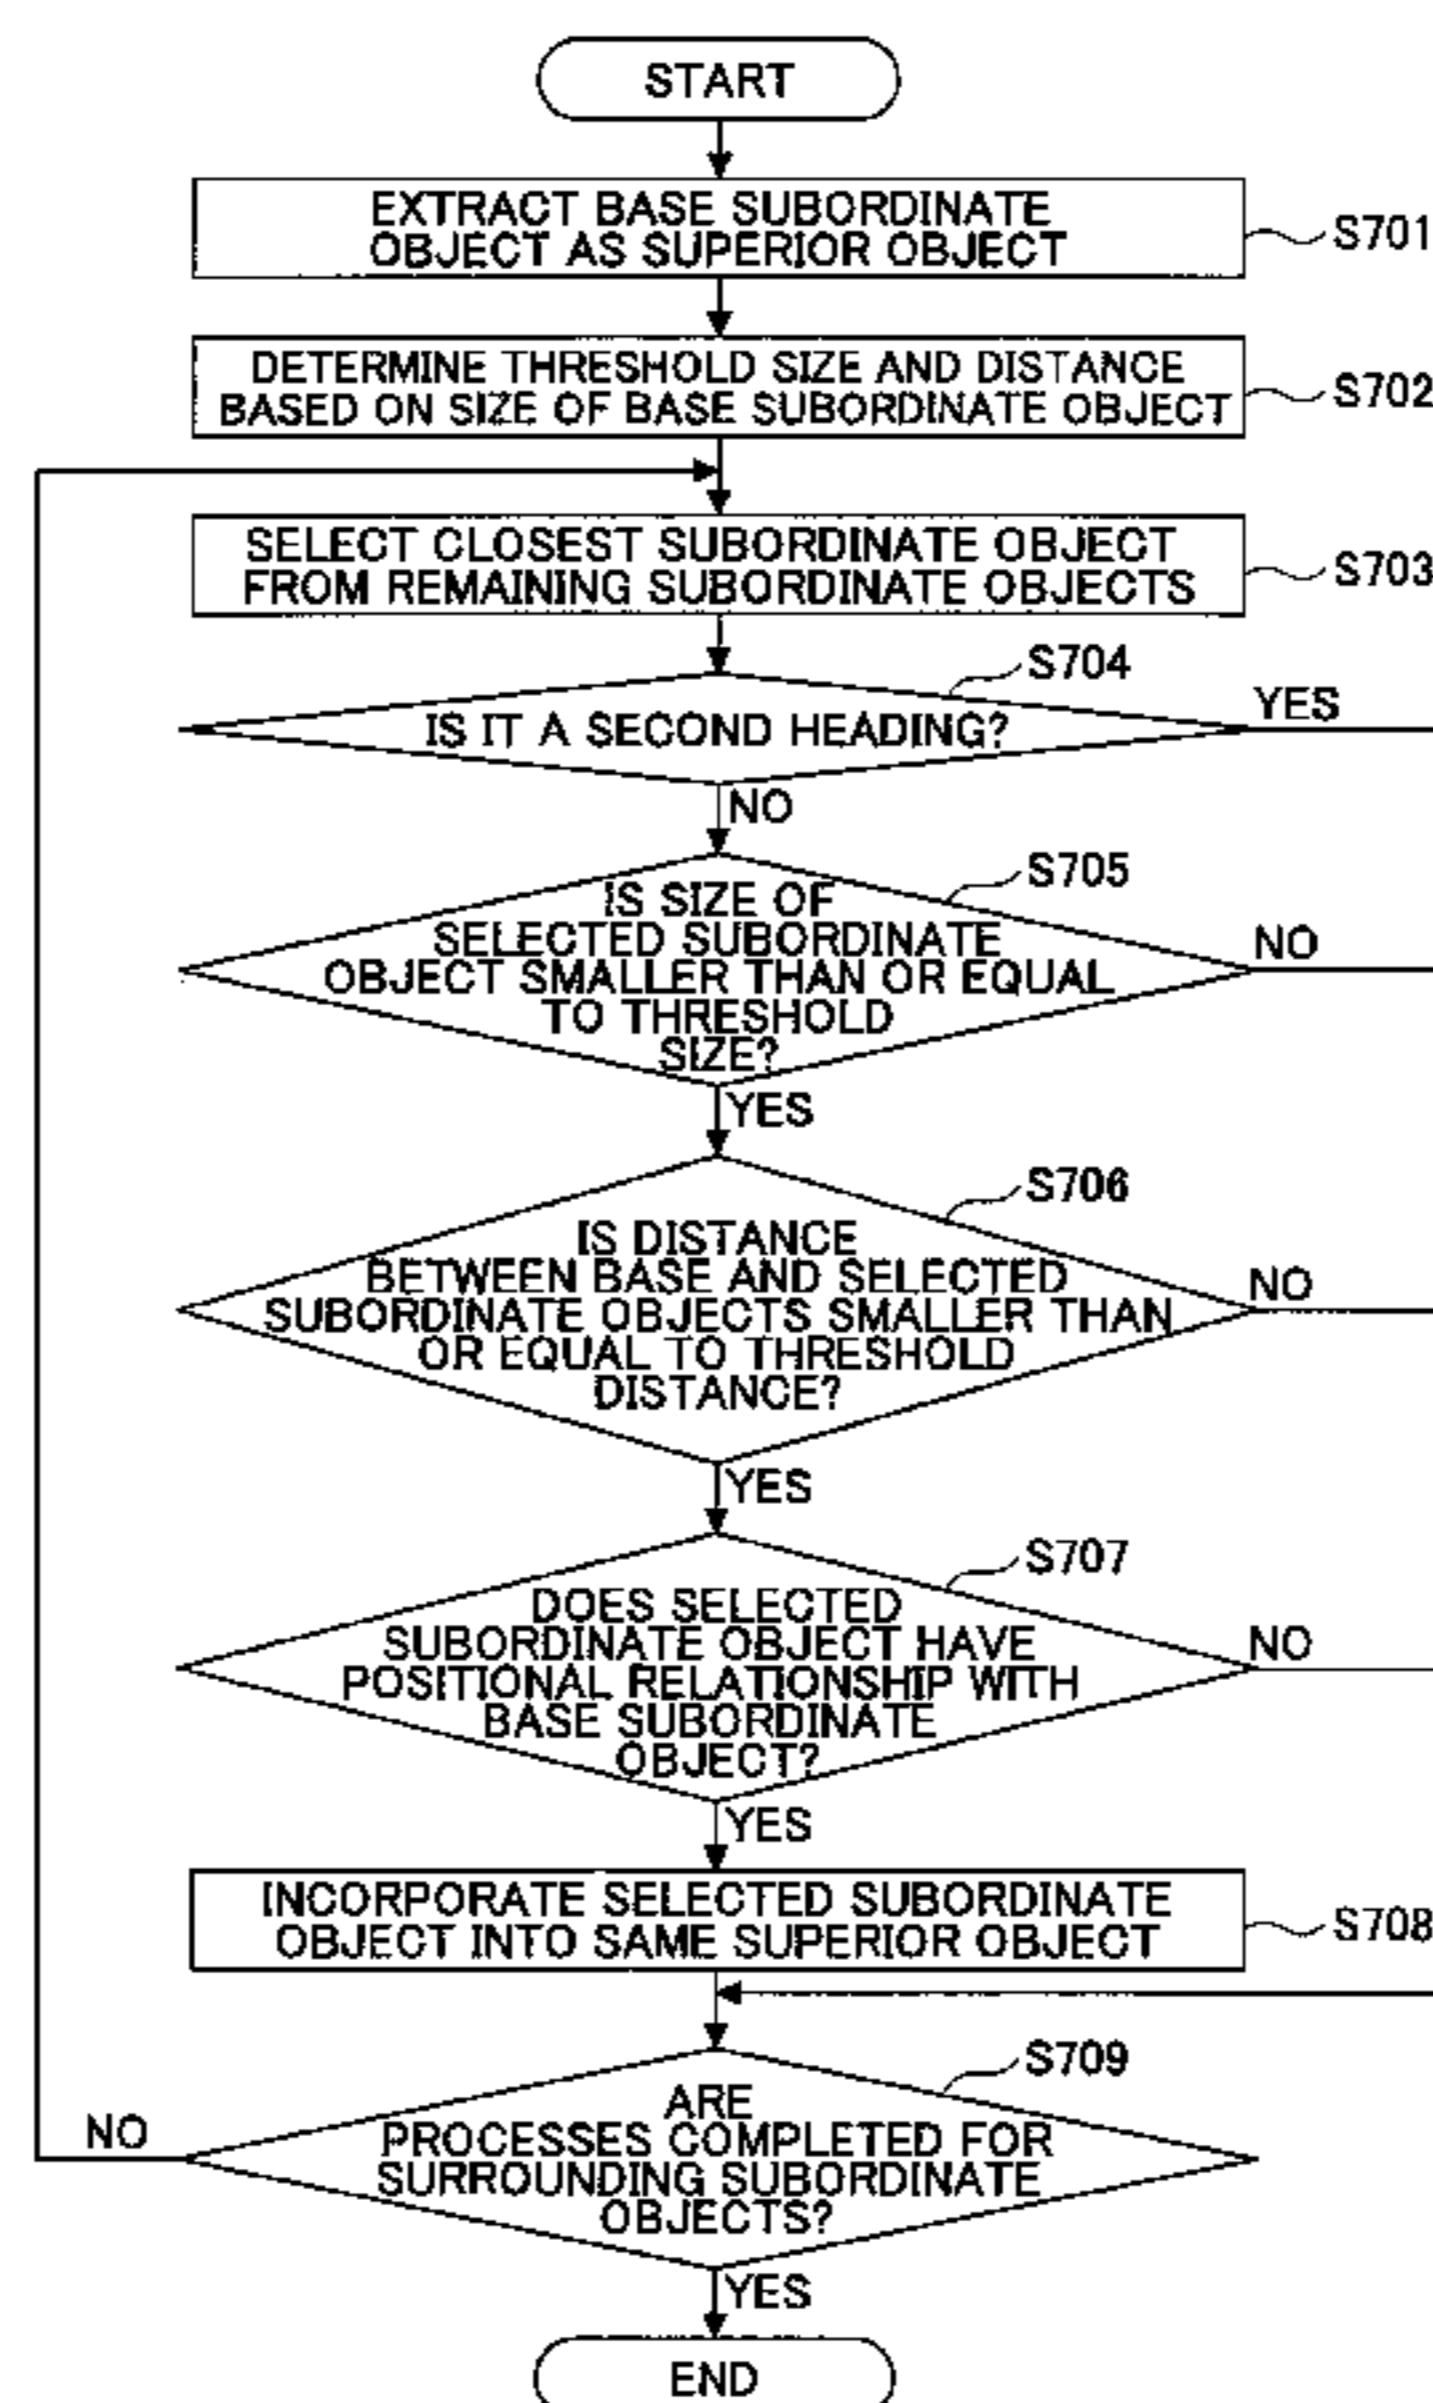 START
EXTRACT BASE SUBORDINATE
OBJECT AS SUPERIOR OBJECT
S701
DETERMINE THRESHOLD SIZE AND DISTANCE
BASED ON SIZE OF BASE SUBORDINATE OBJECT
S702
SELECT CLOSEST SUBORDINATE OBJECT
FROM REMAINING SUBORDINATE OBJECTS
S703
S704
IS IT A SECOND HEADING?
YES
NO
S705
IS SIZE OF
SELECTED SUBORDINATE
OBJECT SMALLER THAN OR EQUAL
TO THRESHOLD
SIZE?
NO
YES
S706
IS DISTANCE
BETWEEN BASE AND SELECTED
SUBORDINATE OBJECTS SMALLER THAN
OR EQUAL TO THRESHOLD
DISTANCE?
NO
YES
S707
DOES SELECTED
SUBORDINATE OBJECT HAVE
POSITIONAL RELATIONSHIP WITH
BASE SUBORDINATE
OBJECT?
NO
YES
INCORPORATE SELECTED SUBORDINATE
OBJECT INTO SAME SUPERIOR OBJECT
S708
S709
ARE
PROCESSES COMPLETED FOR
SURROUNDING SUBORDINATE
OBJECTS?
NO
YES
END